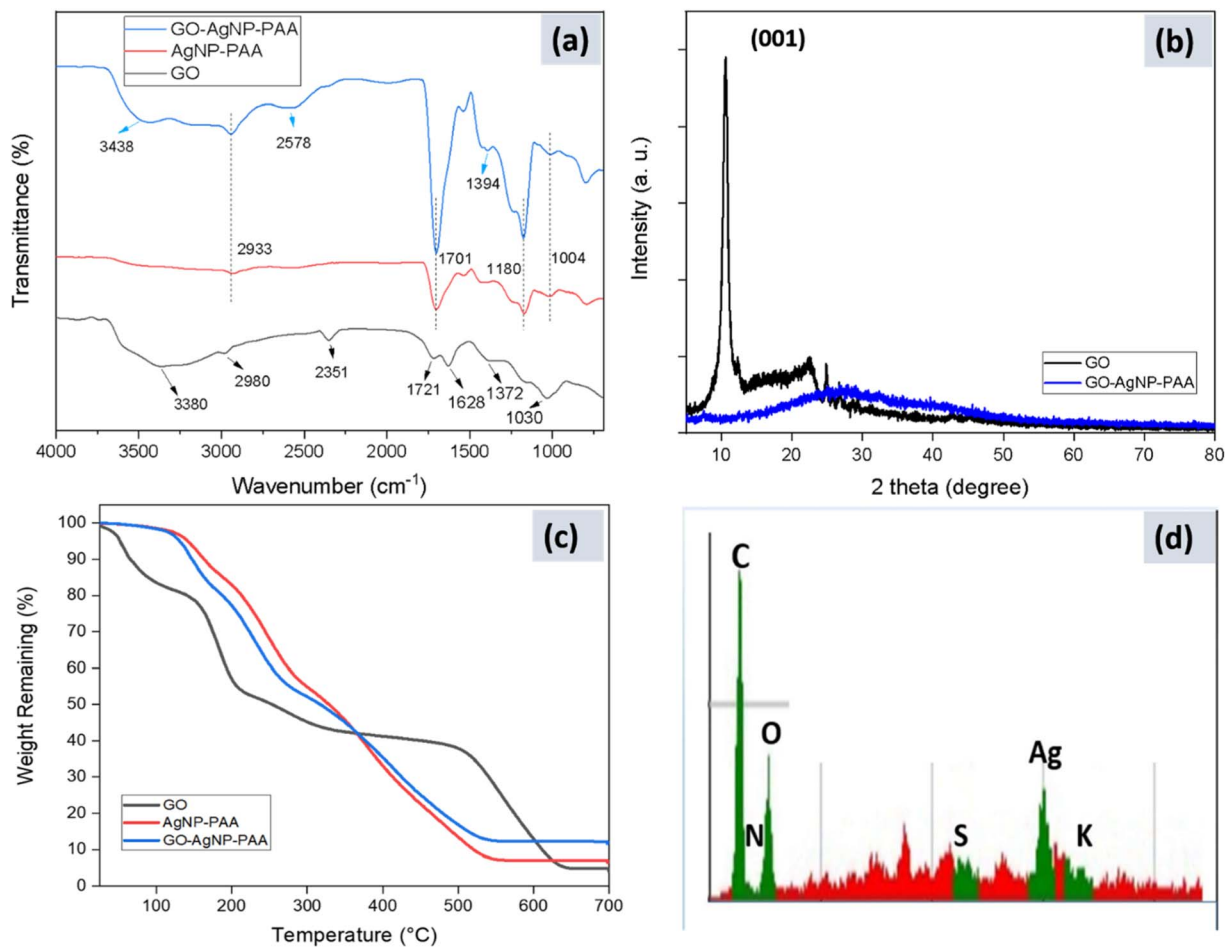 GO-AgNP-PAA
AgNP-PAA
GO
(a)
3438
2578
2933
1394
1701
1180
1004
3380
2980
2351
1721
1628
1372
1030
Transmittance (%)
4000 3500 3000 2500 2000 1500 1000
Wavenumber (cm-1)
(001)
(b)
Intensity (a. u.)
GO
GO-AgNP-PAA
10 20 30 40 50 60 70 80
2 theta (degree)
(c)
100
90
80
70
60
50
40
30
20
10
0
Weight Remaining (%)
GO
AgNP-PAA
GO-AgNP-PAA
100 200 300 400 500 600 700
Temperature (°C)
(d)
C
O
N
S
Ag
K